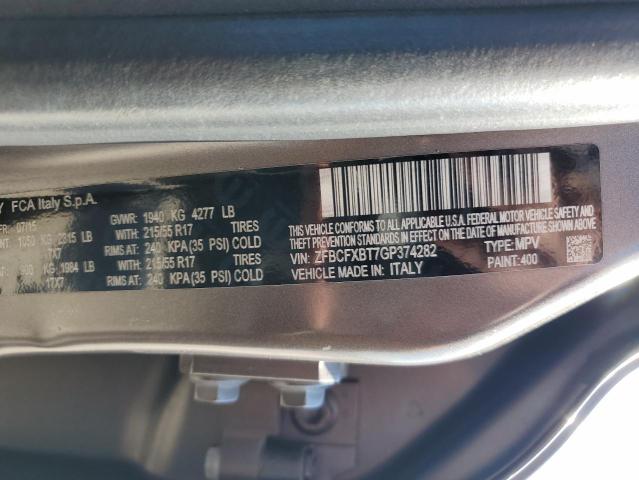 FCA Italy S.p.A.
07/15
GVWR: 1940 KG 4277 LB
WITH: 215/55 R17 TIRES
RIMS AT: 240 KPA(35 PSI) COLD
1984 LB
17X7
WITH: 215/55 R17 TIRES
RIMS AT: 240 KPA(35 PSI) COLD
THIS VEHICLE CONFORMS TO ALL
APPLICABLE U.S.A. FEDERAL MOTOR VEHICLE SAFETY,
BUMPER, AND THEFT PREVENTION STANDARDS IN EFFECT
ON THE DATE OF MANUFACTURE SHOWN ABOVE.
VIN: ZFBCFXBT7GP374282 TYPE: MPV
VEHICLE MADE IN: ITALY PAINT: 400